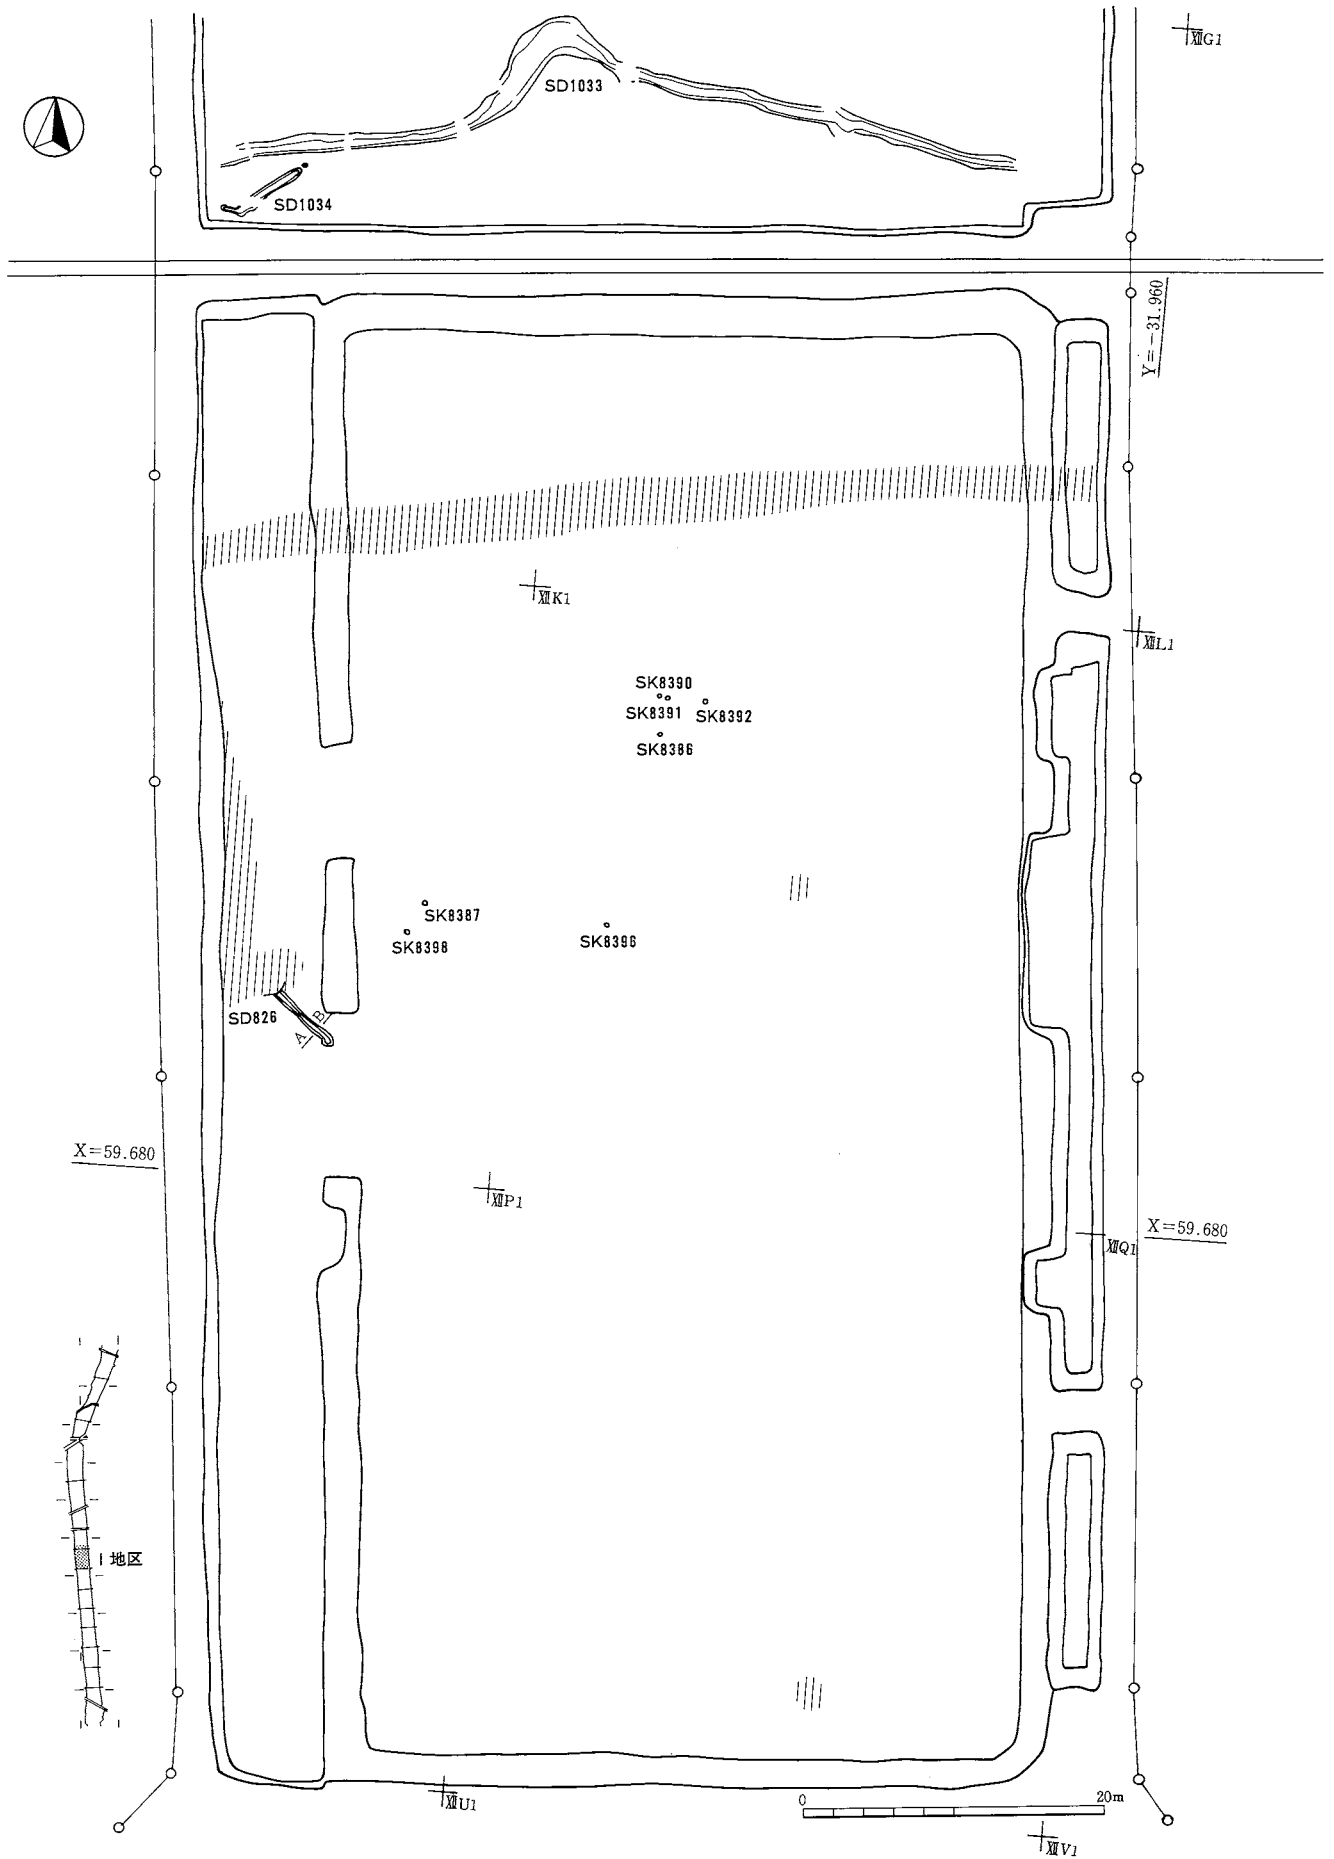 ⅫG1
SD1033
SD1034
Y=-31.960
ⅫK1
ⅫL1
SK8390
SK8391 SK8392
SK8386
SK8387
SK8398
SK8396
SD826
A
B
X=59.680
ⅫP1
X=59.680
ⅫQ1
I 地区
0 20m
ⅫU1
ⅫV1